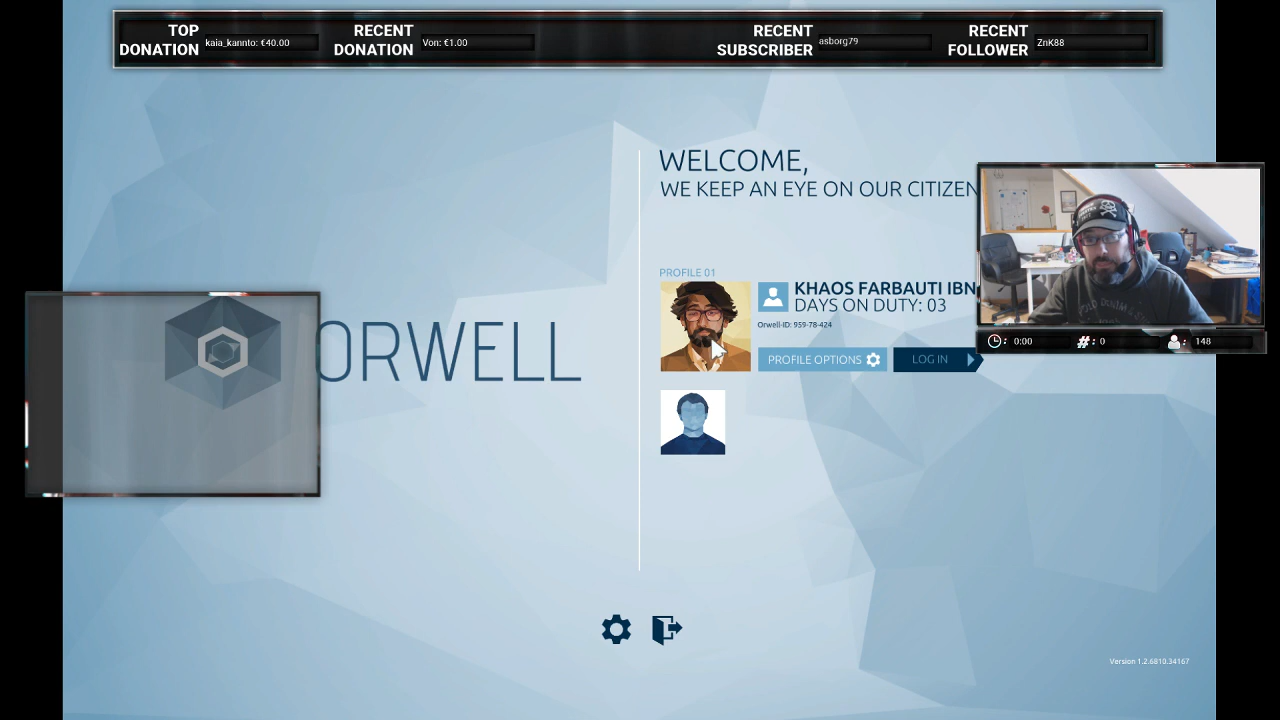 TOP
DONATION
kaia_kannto: €40.00
RECENT
DONATION
Von: €1.00
RECENT
SUBSCRIBER
asborg79
RECENT
FOLLOWER
ZnK88
WELCOME,
WE KEEP AN EYE ON OUR CITIZEN
PROFILE 01
KHAOS FARBAUTI IBN
DAYS ON DUTY: 03
Orwell-ID: 959-78-424
PROFILE OPTIONS
LOG IN
ORWELL
: 0:00
#: 0
: 148
Version 1.2.6810.34167